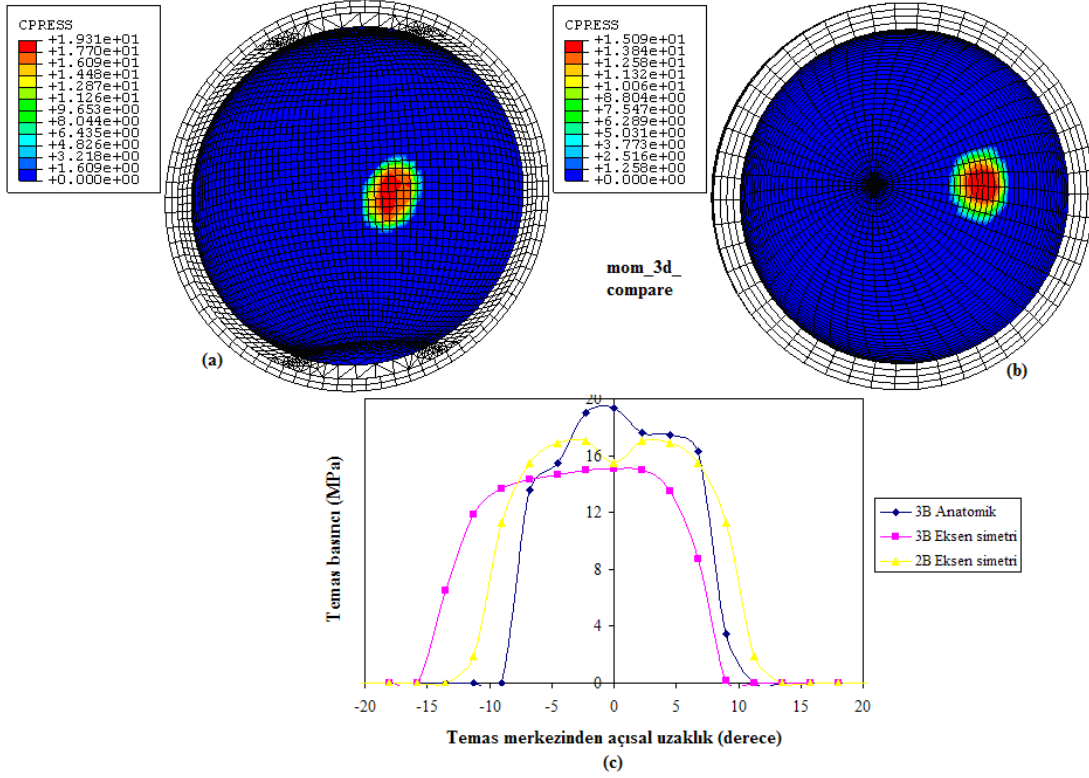 CPRESS
+1.931e+01
+1.770e+01
+1.609e+01
+1.448e+01
+1.287e+01
+1.126e+01
+9.653e+00
+8.044e+00
+6.435e+00
+4.826e+00
+3.218e+00
+1.609e+00
+0.000e+00
(a)
CPRESS
+1.509e+01
+1.384e+01
+1.258e+01
+1.132e+01
+1.006e+01
+8.804e+00
+7.547e+00
+6.289e+00
+5.031e+00
+3.773e+00
+2.516e+00
+1.258e+00
+0.000e+00
mom_3d_
compare
(b)
Temas basıncı (MPa)
20
16
12
8
4
0
-20
-15
-10
-5
0
5
10
15
20
Temas merkezinden açısal uzaklık (derece)
3B Anatomik
3B Eksen simetri
2B Eksen simetri
(c)